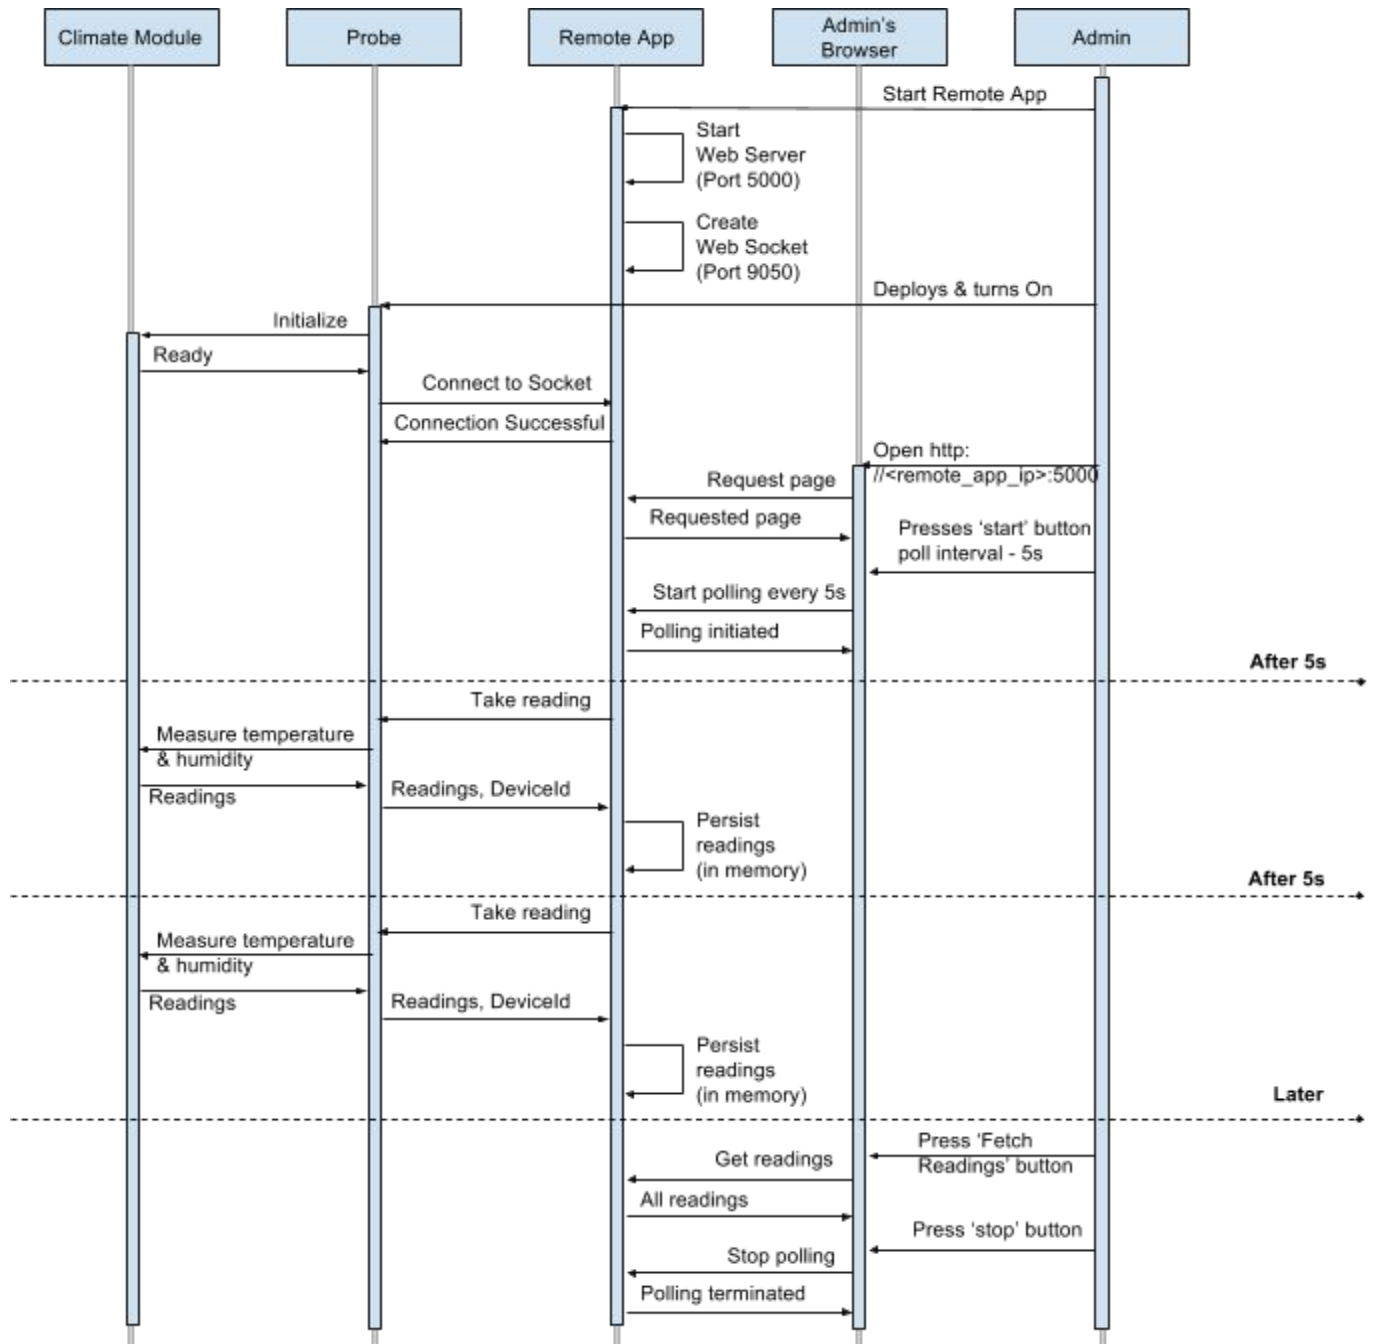 Climate Module
Probe
Remote App
Admin's
Browser
Admin
Start Remote App
Start
Web Server
(Port 5000)
Create
Web Socket
(Port 9050)
Deploys & turns On
Initialize
Ready
Connect to Socket
Connection Successful
Open http:
//<remote_app_ip>:5000
Request page
Requested page
Presses ‘start’ button
poll interval - 5s
Start polling every 5s
Polling initiated
After 5s
Take reading
Measure temperature
& humidity
Readings
Readings, DeviceId
Persist
readings
(in memory)
After 5s
Take reading
Measure temperature
& humidity
Readings
Readings, DeviceId
Persist
readings
(in memory)
Later
Press ‘Fetch
Readings’ button
Get readings
All readings
Press ‘stop’ button
Stop polling
Polling terminated